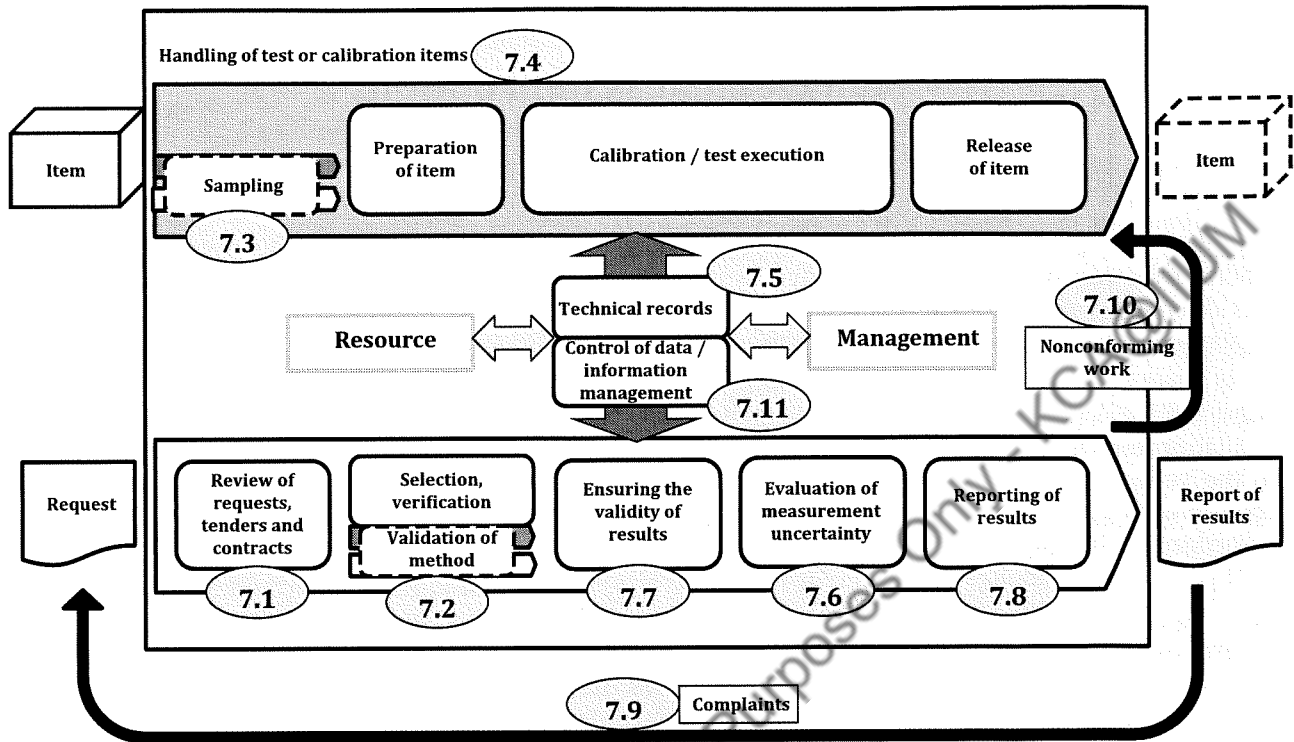 Handling of test or calibration items
7.4
Item
Sampling
7.3
Preparation
of item
Calibration / test execution
Release
of item
Item
7.5
Technical records
Resource
Management
Control of data /
information
management
7.11
7.10
Nonconforming
work
Request
Review of
requests,
tenders and
contracts
7.1
Selection,
verification
Validation of
method
7.2
Ensuring the
validity of
results
7.7
Evaluation of
measurement
uncertainty
7.6
Reporting of
results
7.8
Report of
results
7.9
Complaints
Purposes Only - KCA@IIUM